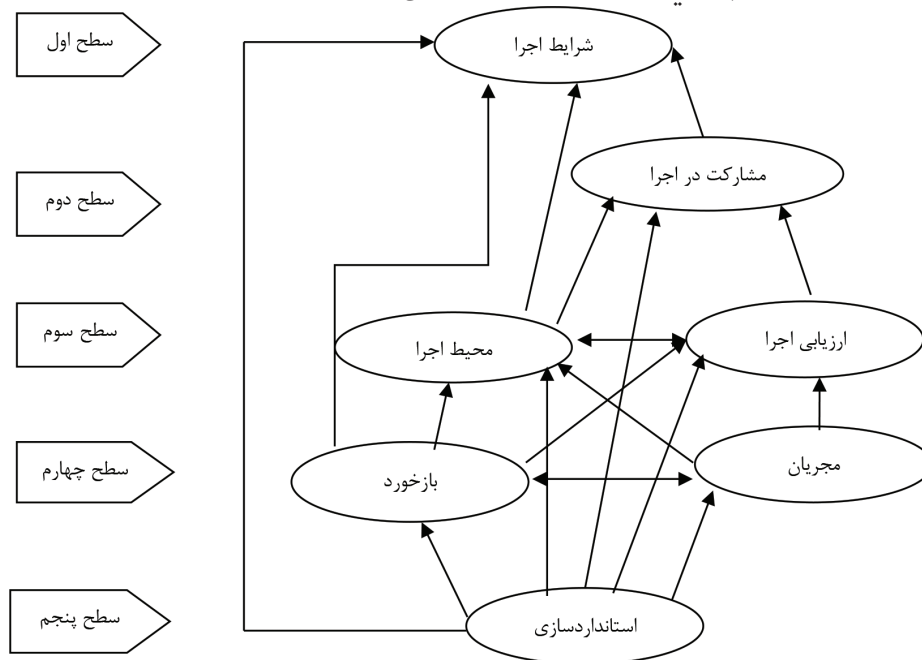 سطح اول
شرایط اجرا
سطح دوم
مشارکت در اجرا
سطح سوم
محیط اجرا
ارزیابی اجرا
سطح چهارم
بازخورد
مجریان
سطح پنجم
استانداردسازی